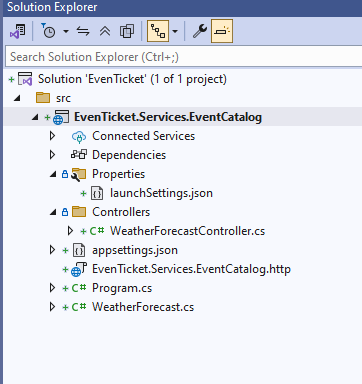 Solution Explorer
Search Solution Explorer (Ctrl+;)
Solution 'EvenTicket' (1 of 1 project)
src
EvenTicket.Services.EventCatalog
Connected Services
Dependencies
Properties
launchSettings.json
Controllers
C# WeatherForecastController.cs
appsettings.json
EvenTicket.Services.EventCatalog.http
C# Program.cs
C# WeatherForecast.cs